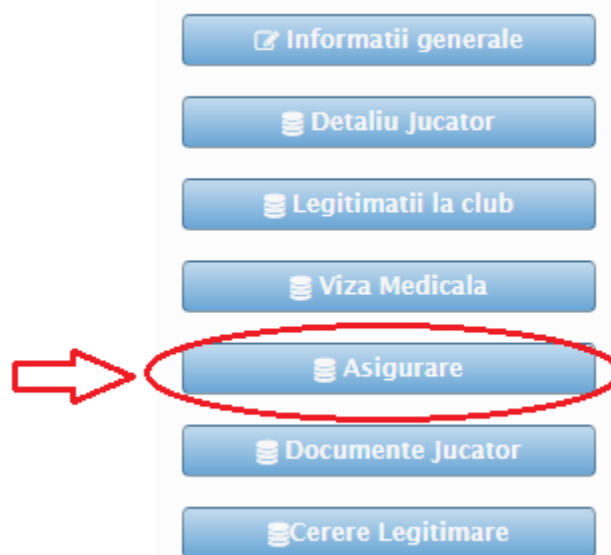 Informatii generale
Detaliu Jucator
Legitimatii la club
Viza Medicala
Asigurare
Documente Jucator
Cerere Legitimare